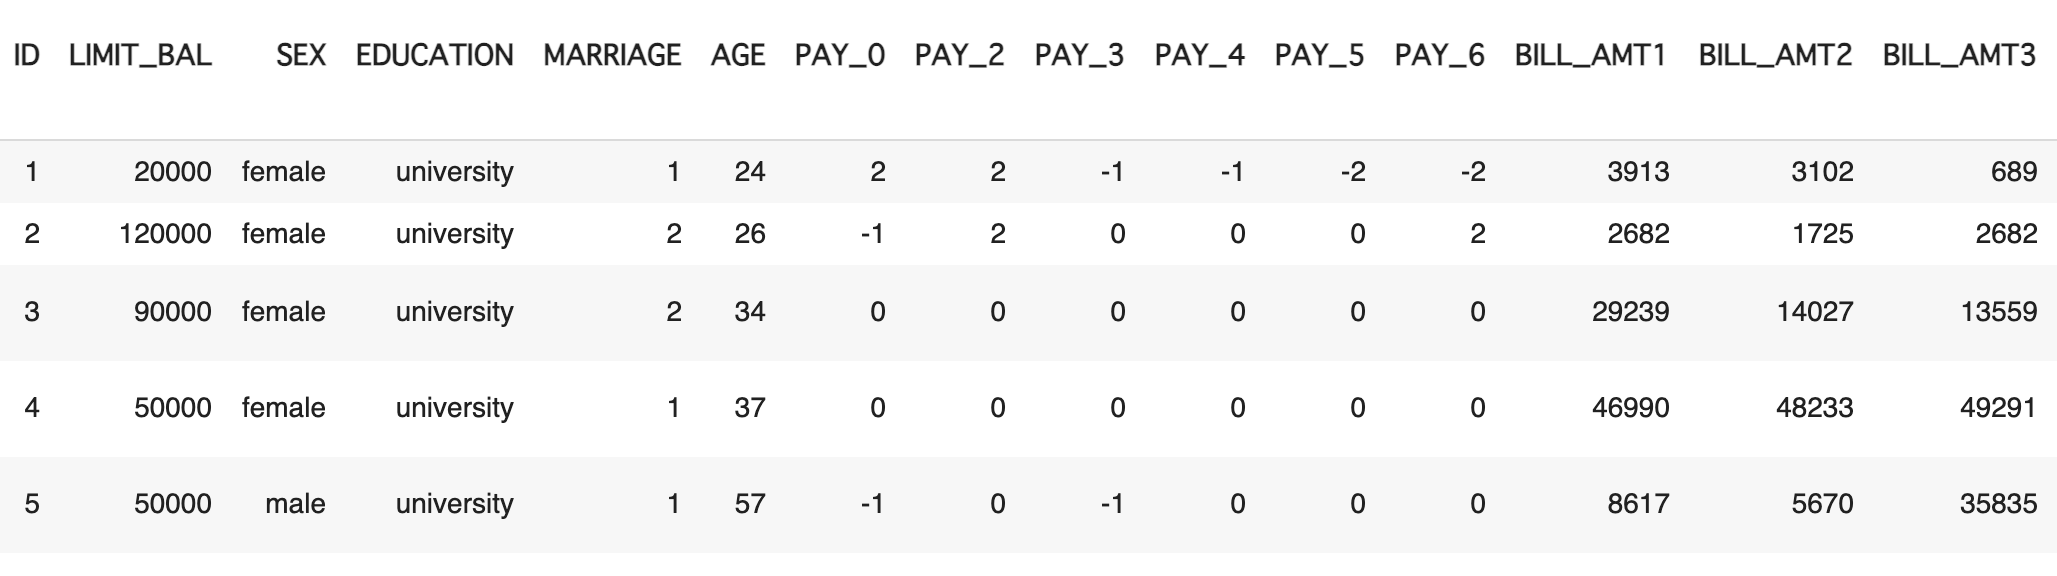 ID LIMIT_BAL SEX EDUCATION MARRIAGE AGE PAY_0 PAY_2 PAY_3 PAY_4 PAY_5 PAY_6 BILL_AMT1 BILL_AMT2 BILL_AMT3
1 20000 female university 1 24 2 2 -1 -1 -2 -2 3913 3102 689
2 120000 female university 2 26 -1 2 0 0 0 2 2682 1725 2682
3 90000 female university 2 34 0 0 0 0 0 0 29239 14027 13559
4 50000 female university 1 37 0 0 0 0 0 0 46990 48233 49291
5 50000 male university 1 57 -1 0 -1 0 0 0 8617 5670 35835